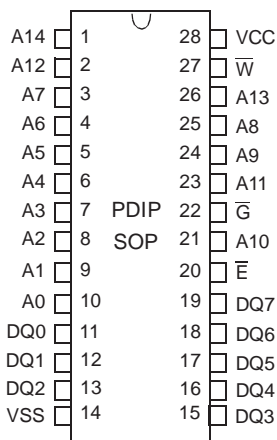 A14 1 28 VCC
A12 2 27 W̅
A7 3 26 A13
A6 4 25 A8
A5 5 24 A9
A4 6 23 A11
A3 7 PDIP 22 G̅
A2 8 SOP 21 A10
A1 9 20 E̅
A0 10 19 DQ7
DQ0 11 18 DQ6
DQ1 12 17 DQ5
DQ2 13 16 DQ4
VSS 14 15 DQ3